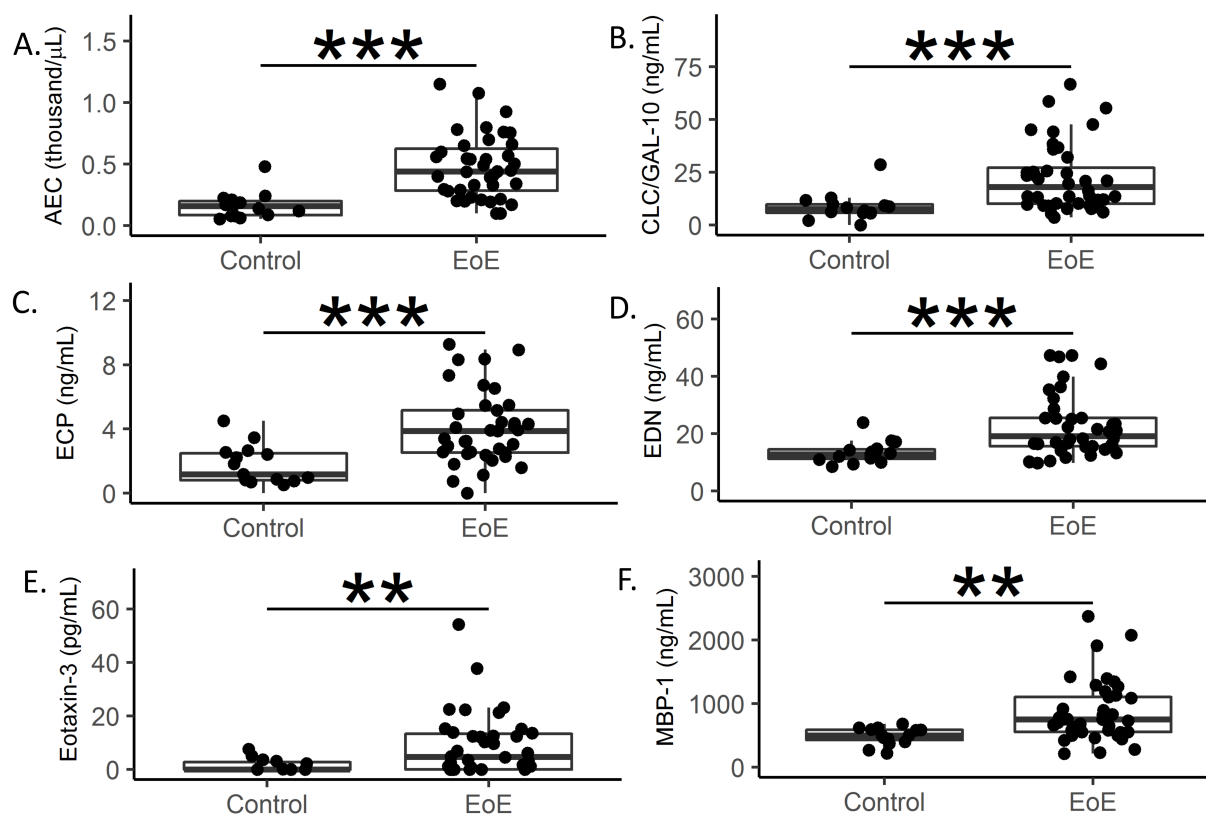 A.
AEC (thousand/µL)
1.5
1.0
0.5
0.0
***
Control
EoE
B.
CLC/GAL-10 (ng/mL)
75
50
25
0
***
Control
EoE
C.
ECP (ng/mL)
12
8
4
0
***
Control
EoE
D.
EDN (ng/mL)
60
40
20
0
***
Control
EoE
E.
Eotaxin-3 (pg/mL)
60
40
20
0
**
Control
EoE
F.
MBP-1 (ng/mL)
3000
2000
1000
0
**
Control
EoE